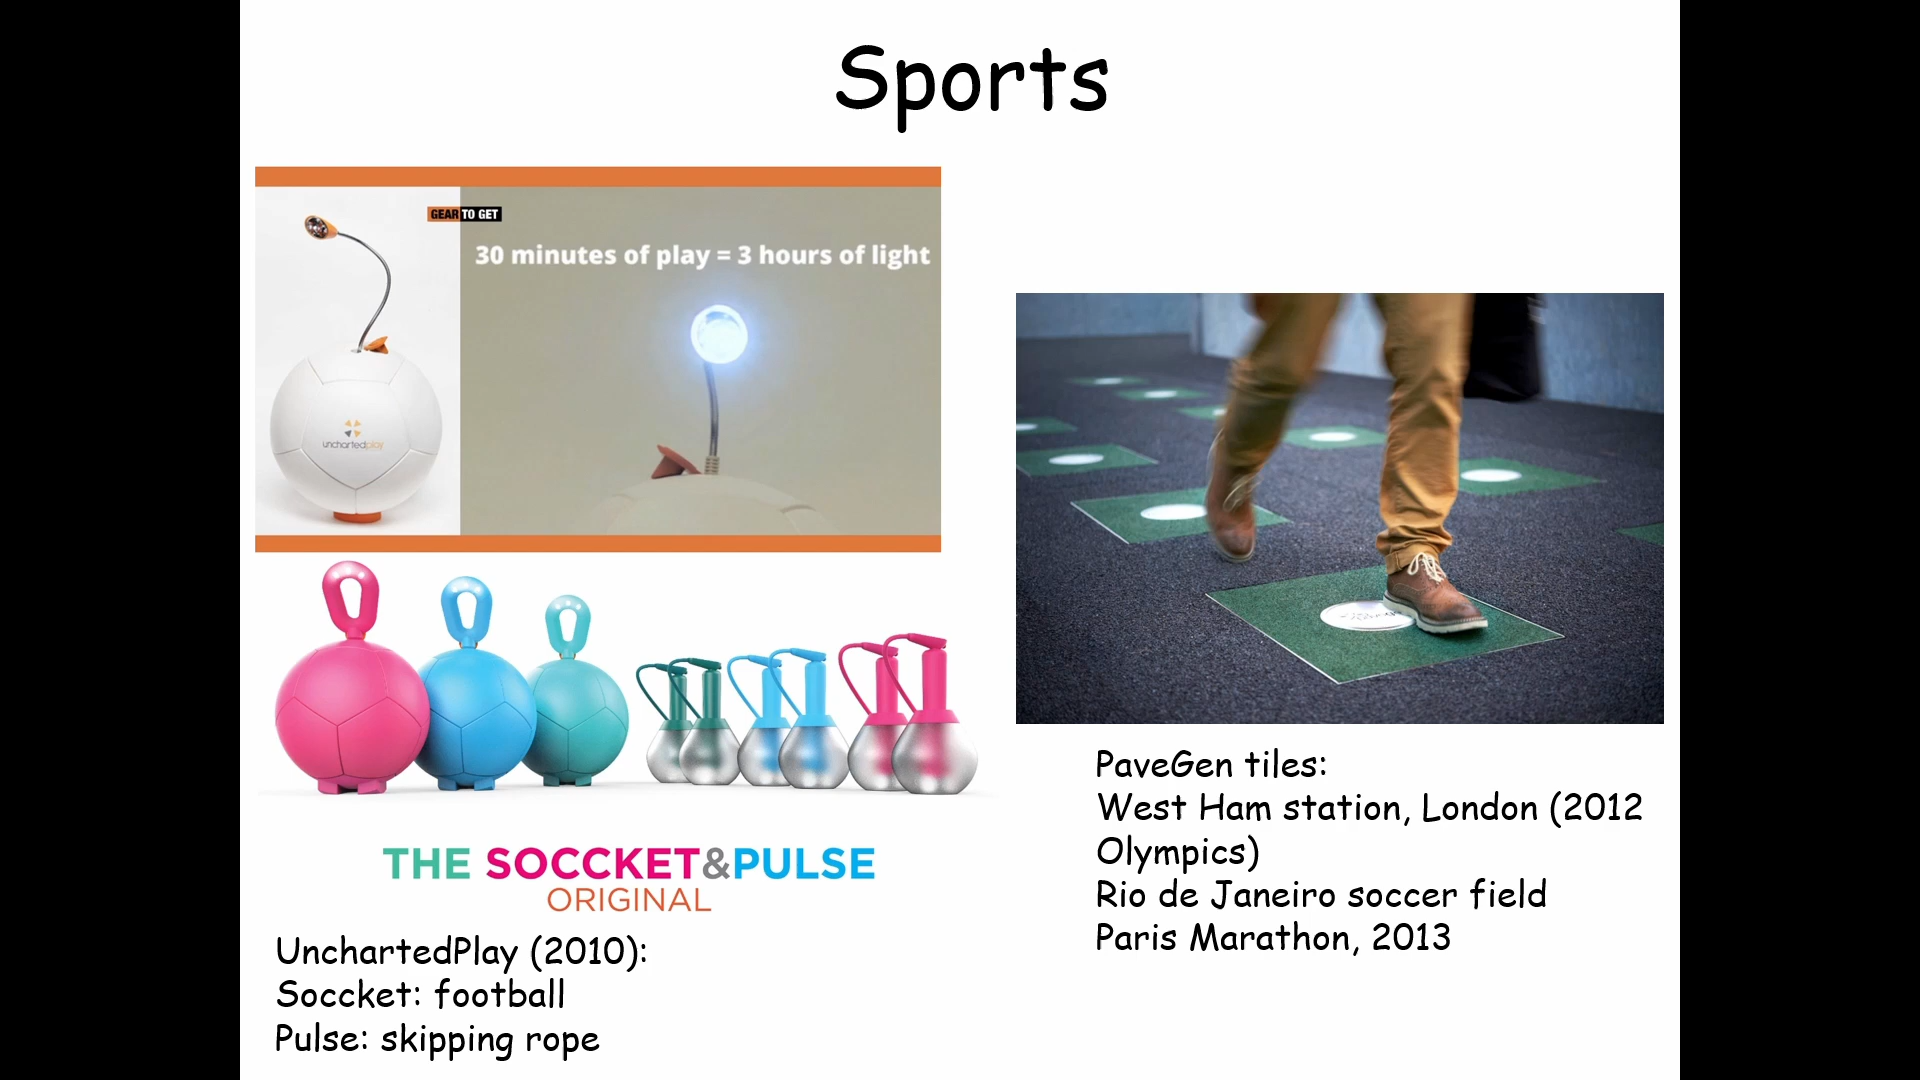 Sports
GEAR TO GET
30 minutes of play = 3 hours of light
unchartedplay
THE SOCCKET&PULSE
ORIGINAL
UnchartedPlay (2010):
Soccket: football
Pulse: skipping rope
PaveGen tiles:
West Ham station, London (2012
Olympics)
Rio de Janeiro soccer field
Paris Marathon, 2013